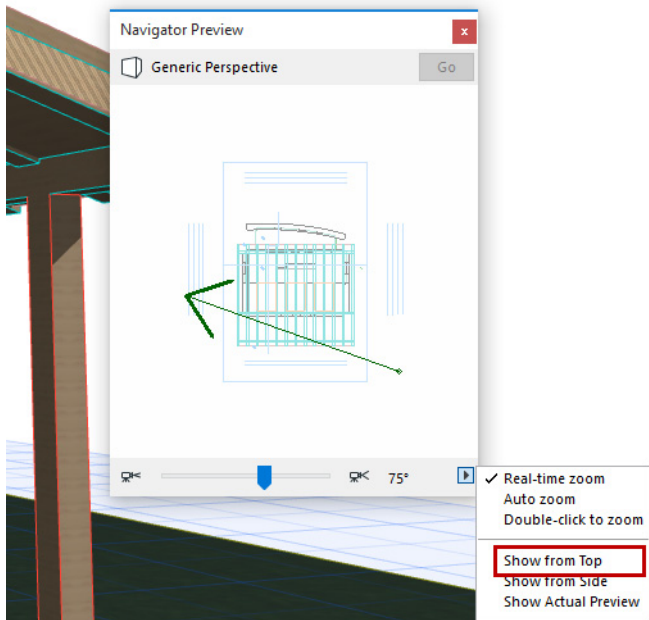 Navigator Preview
x
Generic Perspective
Go
75°
✓ Real-time zoom
Auto zoom
Double-click to zoom
Show from Top
Show from Side
Show Actual Preview